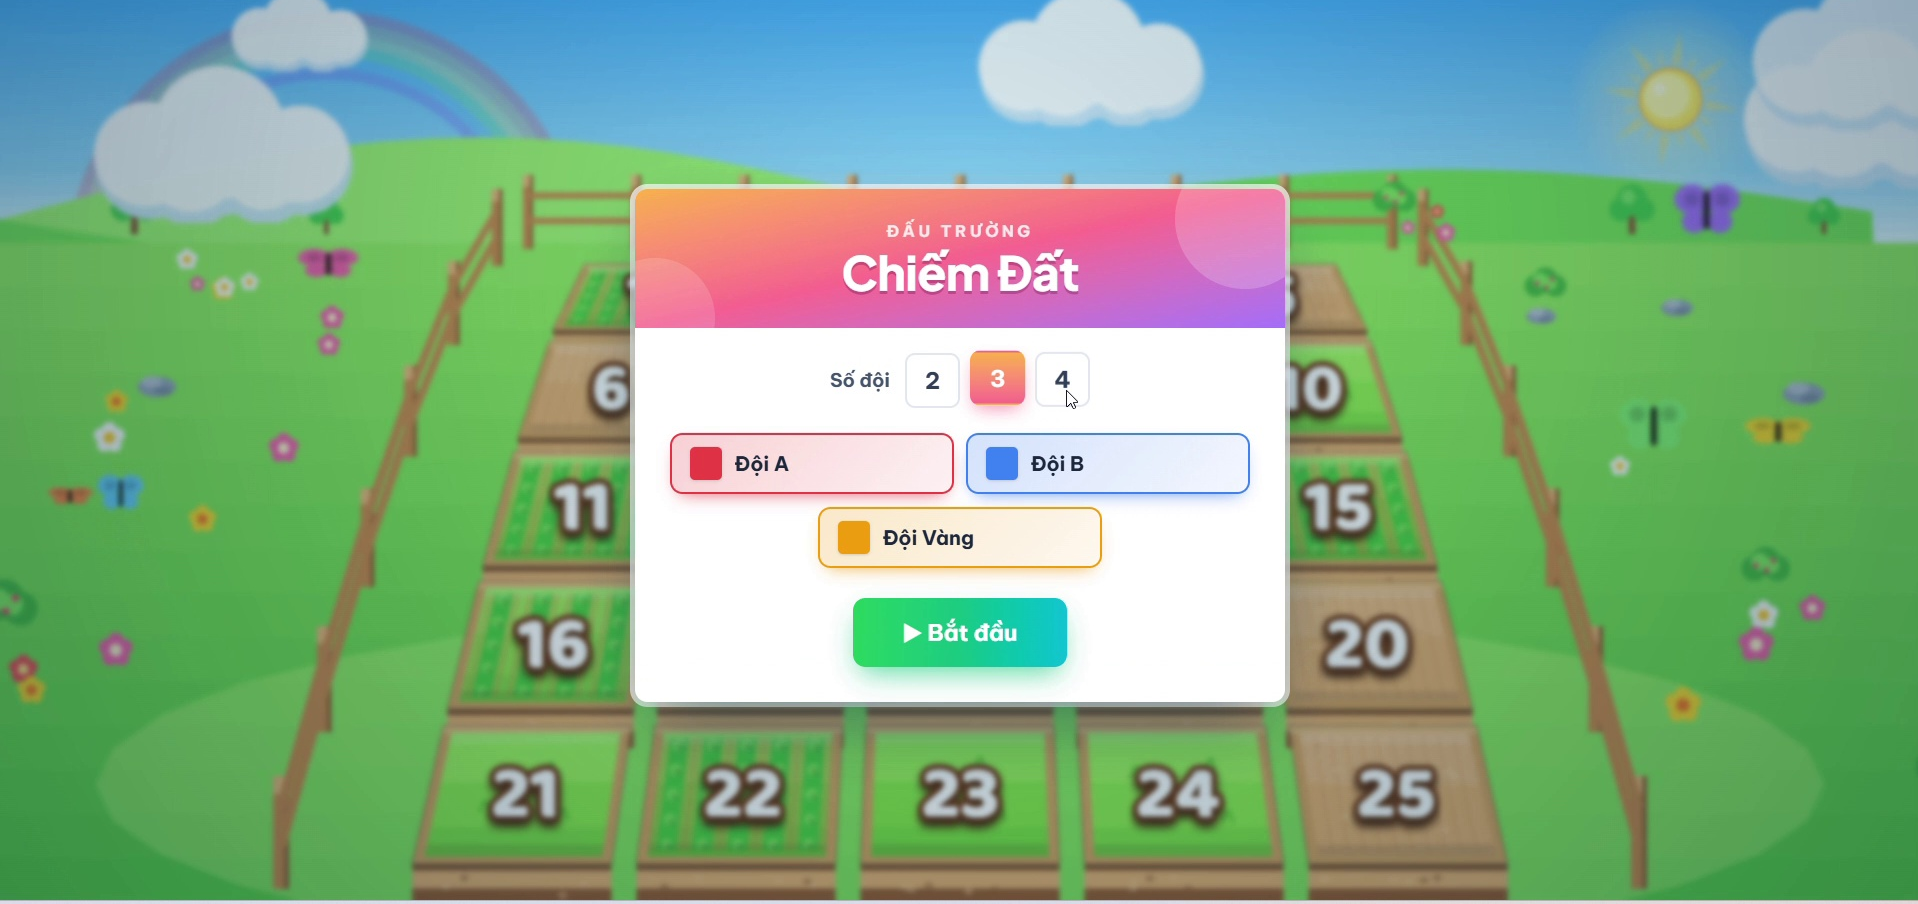 ĐẤU TRƯỜNG
Chiếm Đất
Số đội 2 3 4
Đội A Đội B
Đội Vàng
▶ Bắt đầu
6 10
11 15
16 20
21 22 23 24 25